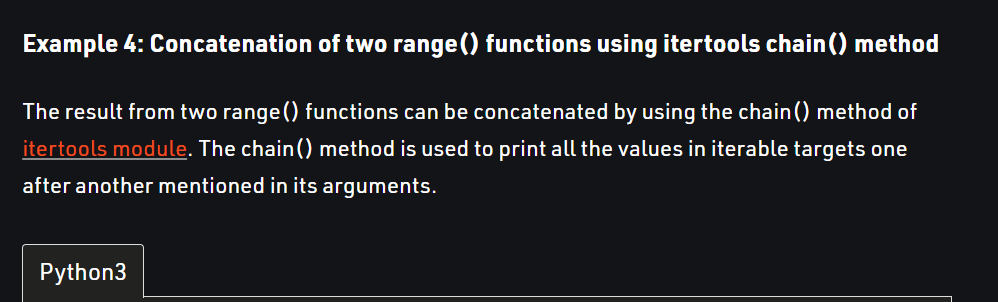 Example 4: Concatenation of two range() functions using itertools chain() method
The result from two range() functions can be concatenated by using the chain() method of
itertools module. The chain() method is used to print all the values in iterable targets one
after another mentioned in its arguments.
Python3